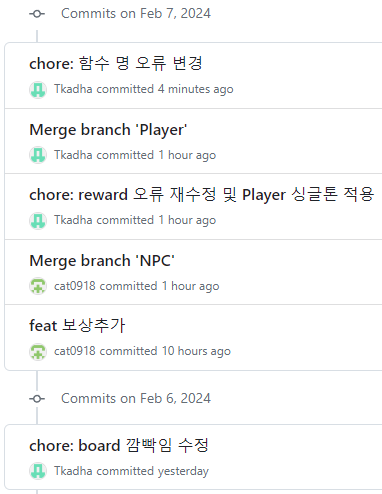 Commits on Feb 7, 2024
chore: 함수 명 오류 변경
Tkadha committed 4 minutes ago
Merge branch 'Player'
Tkadha committed 1 hour ago
chore: reward 오류 재수정 및 Player 싱글톤 적용
Tkadha committed 1 hour ago
Merge branch 'NPC'
cat0918 committed 1 hour ago
feat 보상추가
cat0918 committed 10 hours ago
Commits on Feb 6, 2024
chore: board 깜빡임 수정
Tkadha committed yesterday